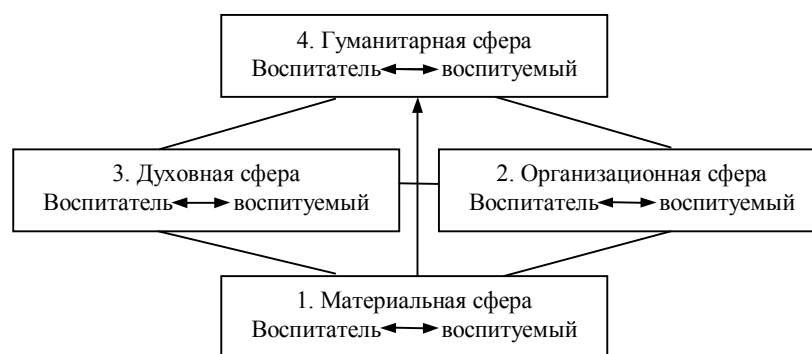 4. Гуманитарная сфера
Воспитатель воспитуемый
3. Духовная сфера
Воспитатель воспитуемый
2. Организационная сфера
Воспитатель воспитуемый
1. Материальная сфера
Воспитатель воспитуемый